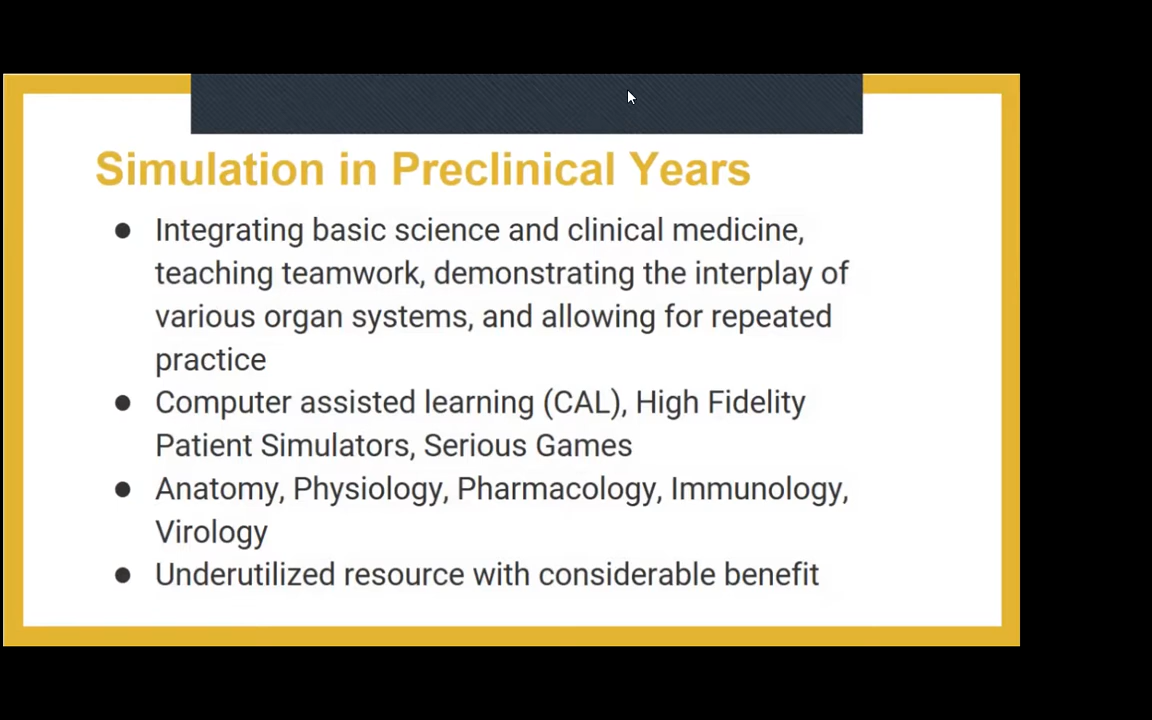 Simulation in Preclinical Years
● Integrating basic science and clinical medicine,
teaching teamwork, demonstrating the interplay of
various organ systems, and allowing for repeated
practice
● Computer assisted learning (CAL), High Fidelity
Patient Simulators, Serious Games
● Anatomy, Physiology, Pharmacology, Immunology,
Virology
● Underutilized resource with considerable benefit